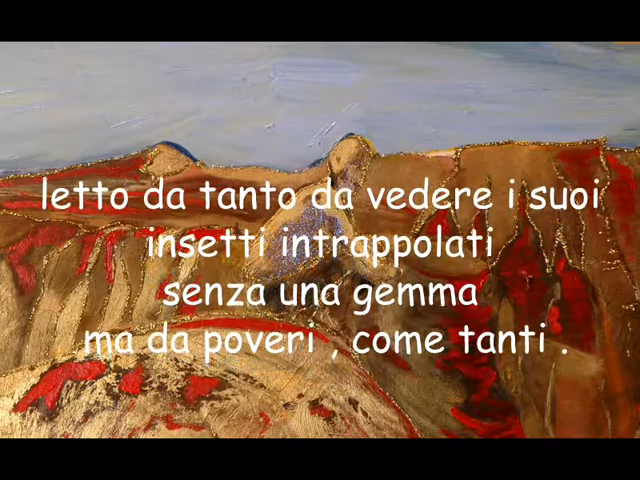 letto da tanto da vedere i suoi
insetti intrappolati
senza una gemma
ma da poveri , come tanti .